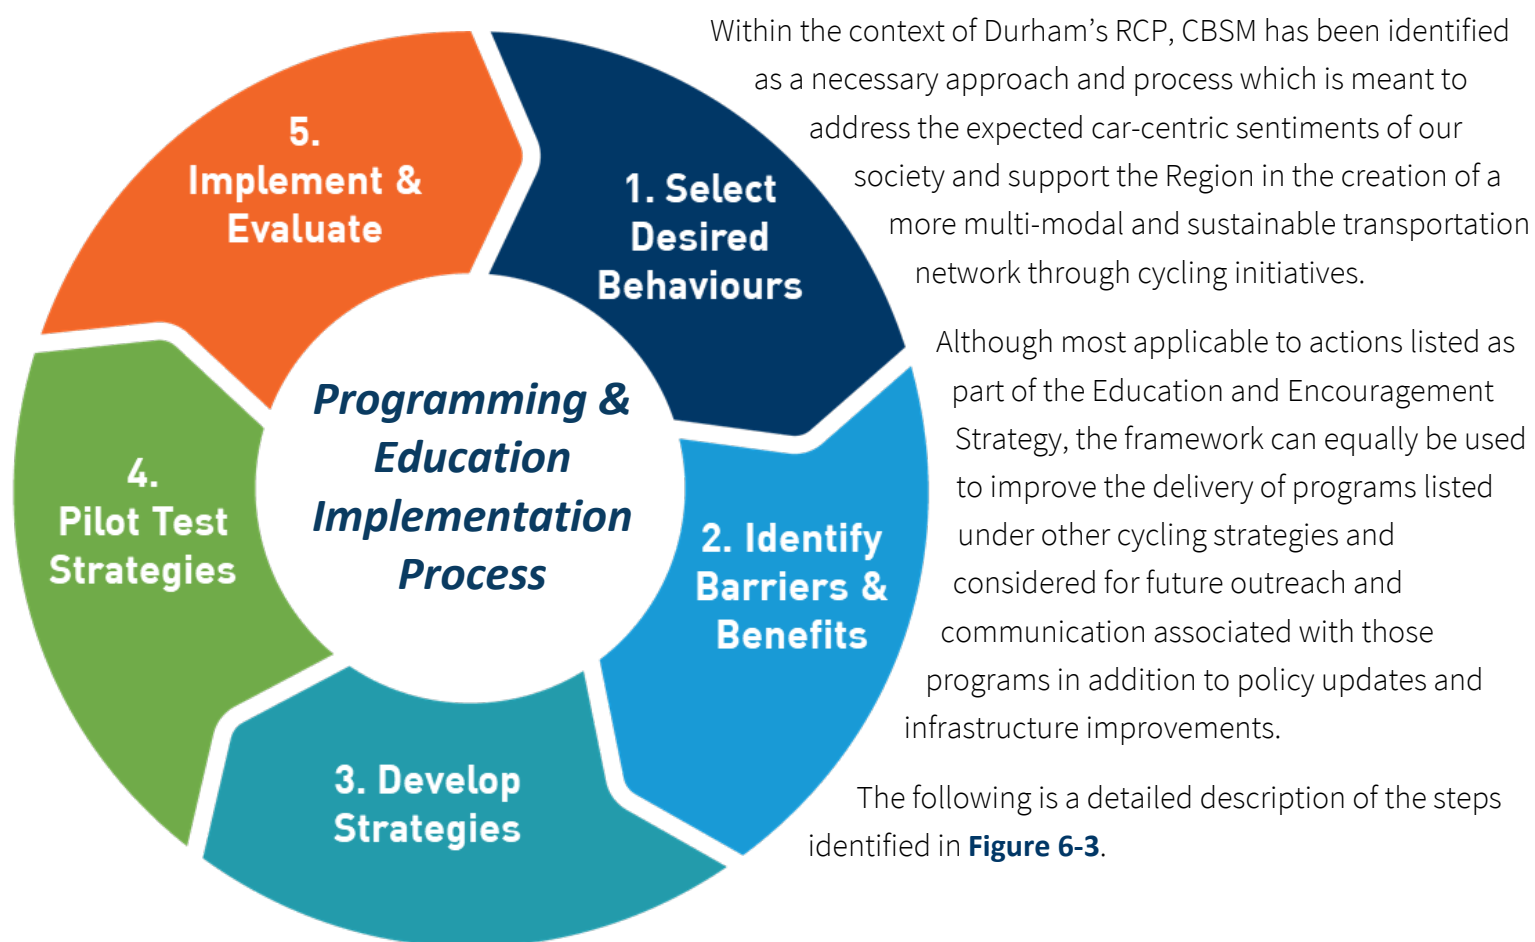 5.
Implement &
Evaluate
1. Select
Desired
Behaviours
Programming &
Education
Implementation
Process
4.
Pilot Test
Strategies
2. Identify
Barriers &
Benefits
3. Develop
Strategies
Within the context of Durham’s RCP, CBSM has been identified
as a necessary approach and process which is meant to
address the expected car-centric sentiments of our
society and support the Region in the creation of a
more multi-modal and sustainable transportation
network through cycling initiatives.
Although most applicable to actions listed as
part of the Education and Encouragement
Strategy, the framework can equally be used
to improve the delivery of programs listed
under other cycling strategies and
considered for future outreach and
communication associated with those
programs in addition to policy updates and
infrastructure improvements.
The following is a detailed description of the steps
identified in Figure 6-3.